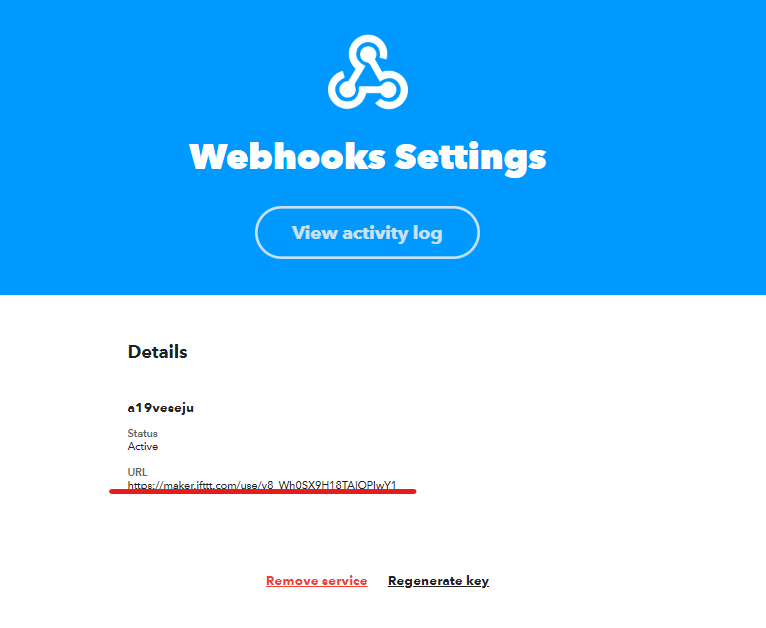 Webhooks Settings
View activity log
Details
a19veseju
Status
Active
URL
https://maker.ifttt.com/use/v8_Wh0SX9H18TAlOPIwY1
Remove service
Regenerate key